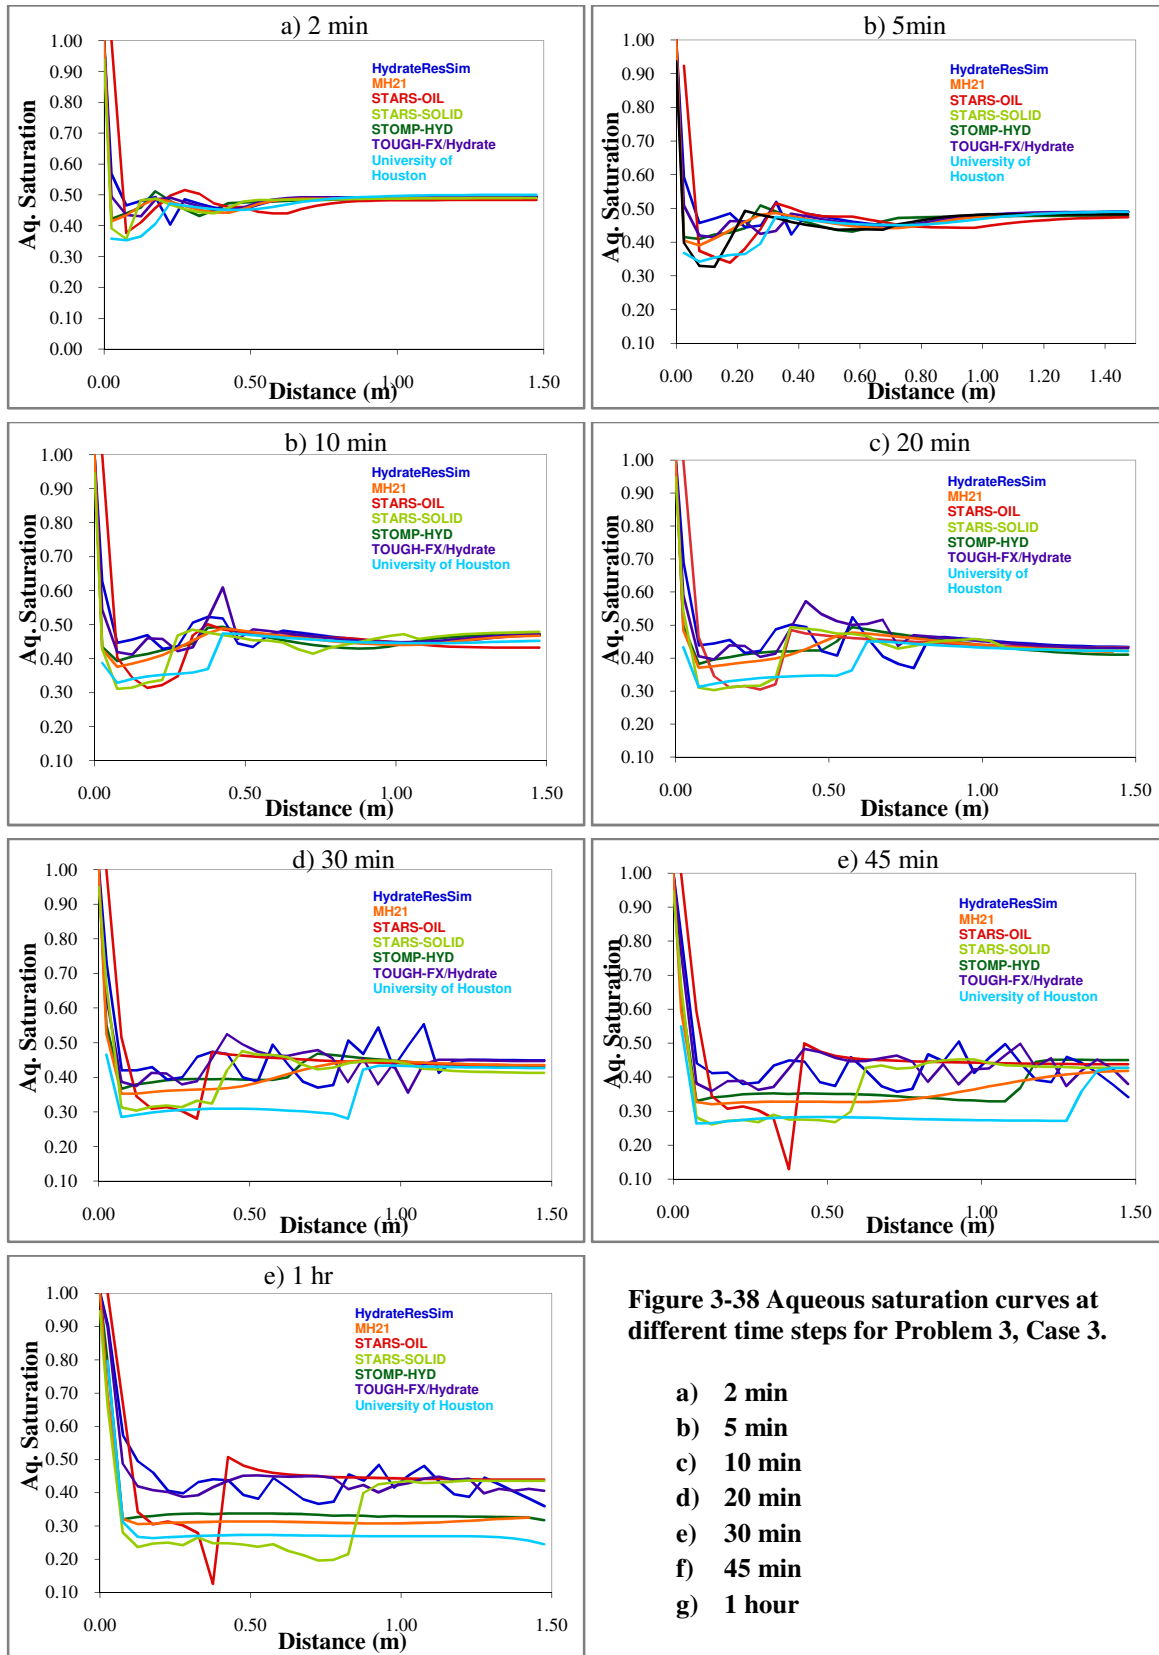 a) 2 min
1.00
0.90
0.80
0.70
0.60
0.50
0.40
0.30
0.20
0.10
0.00
Aq. Saturation
HydrateResSim
MH21
STARS-OIL
STARS-SOLID
STOMP-HYD
TOUGH-FX/Hydrate
University of
Houston
0.00 0.50 1.00 1.50
Distance (m)
b) 5min
1.00
0.90
0.80
0.70
0.60
0.50
0.40
0.30
0.20
0.10
Aq. Saturation
HydrateResSim
MH21
STARS-OIL
STARS-SOLID
STOMP-HYD
TOUGH-FX/Hydrate
University of
Houston
0.00 0.20 0.40 0.60 0.80 1.00 1.20 1.40
Distance (m)
b) 10 min
1.00
0.90
0.80
0.70
0.60
0.50
0.40
0.30
0.20
0.10
Aq. Saturation
HydrateResSim
MH21
STARS-OIL
STARS-SOLID
STOMP-HYD
TOUGH-FX/Hydrate
University of Houston
0.00 0.50 1.00 1.50
Distance (m)
c) 20 min
1.00
0.90
0.80
0.70
0.60
0.50
0.40
0.30
0.20
0.10
Aq. Saturation
HydrateResSim
MH21
STARS-OIL
STARS-SOLID
STOMP-HYD
TOUGH-FX/Hydrate
University of
Houston
0.00 0.50 1.00 1.50
Distance (m)
d) 30 min
1.00
0.90
0.80
0.70
0.60
0.50
0.40
0.30
0.20
0.10
Aq. Saturation
HydrateResSim
MH21
STARS-OIL
STARS-SOLID
STOMP-HYD
TOUGH-FX/Hydrate
University of Houston
0.00 0.50 1.00 1.50
Distance (m)
e) 45 min
1.00
0.90
0.80
0.70
0.60
0.50
0.40
0.30
0.20
0.10
Aq. Saturation
HydrateResSim
MH21
STARS-OIL
STARS-SOLID
STOMP-HYD
TOUGH-FX/Hydrate
University of Houston
0.00 0.50 1.00 1.50
Distance (m)
e) 1 hr
1.00
0.90
0.80
0.70
0.60
0.50
0.40
0.30
0.20
0.10
Aq. Saturation
HydrateResSim
MH21
STARS-OIL
STARS-SOLID
STOMP-HYD
TOUGH-FX/Hydrate
University of Houston
0.00 0.50 1.00 1.50
Distance (m)
Figure 3-38 Aqueous saturation curves at
different time steps for Problem 3, Case 3.
a) 2 min
b) 5 min
c) 10 min
d) 20 min
e) 30 min
f) 45 min
g) 1 hour